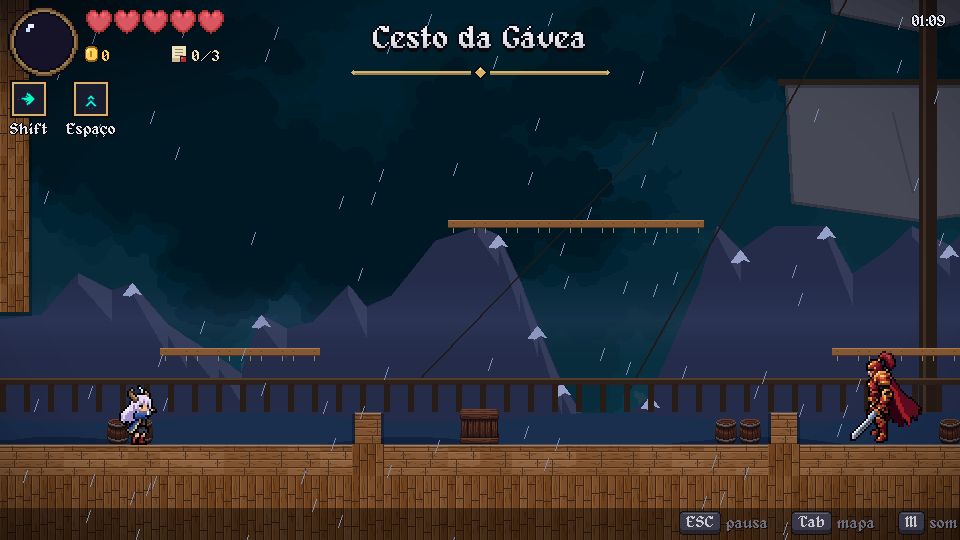 Cesto da Gávea
01:09
0
0/3
Shift
Espaço
ESC pausa
Tab mapa
M som